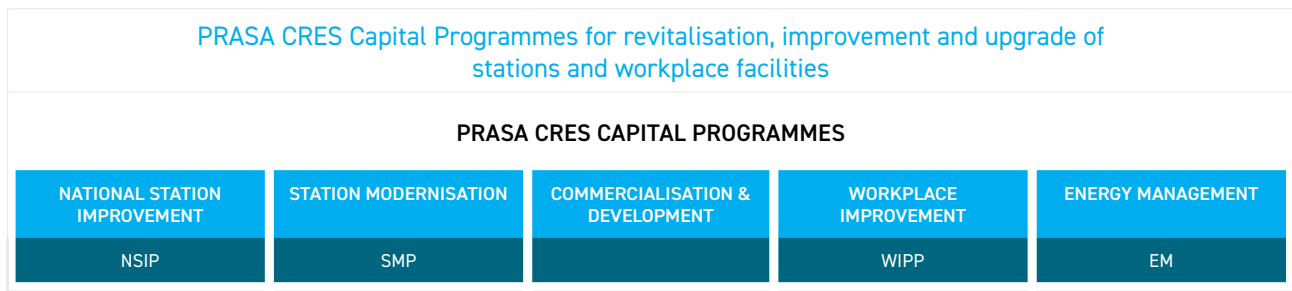 PRASA CRES Capital Programmes for revitalisation, improvement and upgrade of
stations and workplace facilities
PRASA CRES CAPITAL PROGRAMMES
NATIONAL STATION
IMPROVEMENT
STATION MODERNISATION
COMMERCIALISATION &
DEVELOPMENT
WORKPLACE
IMPROVEMENT
ENERGY MANAGEMENT
NSIP
SMP
WIPP
EM